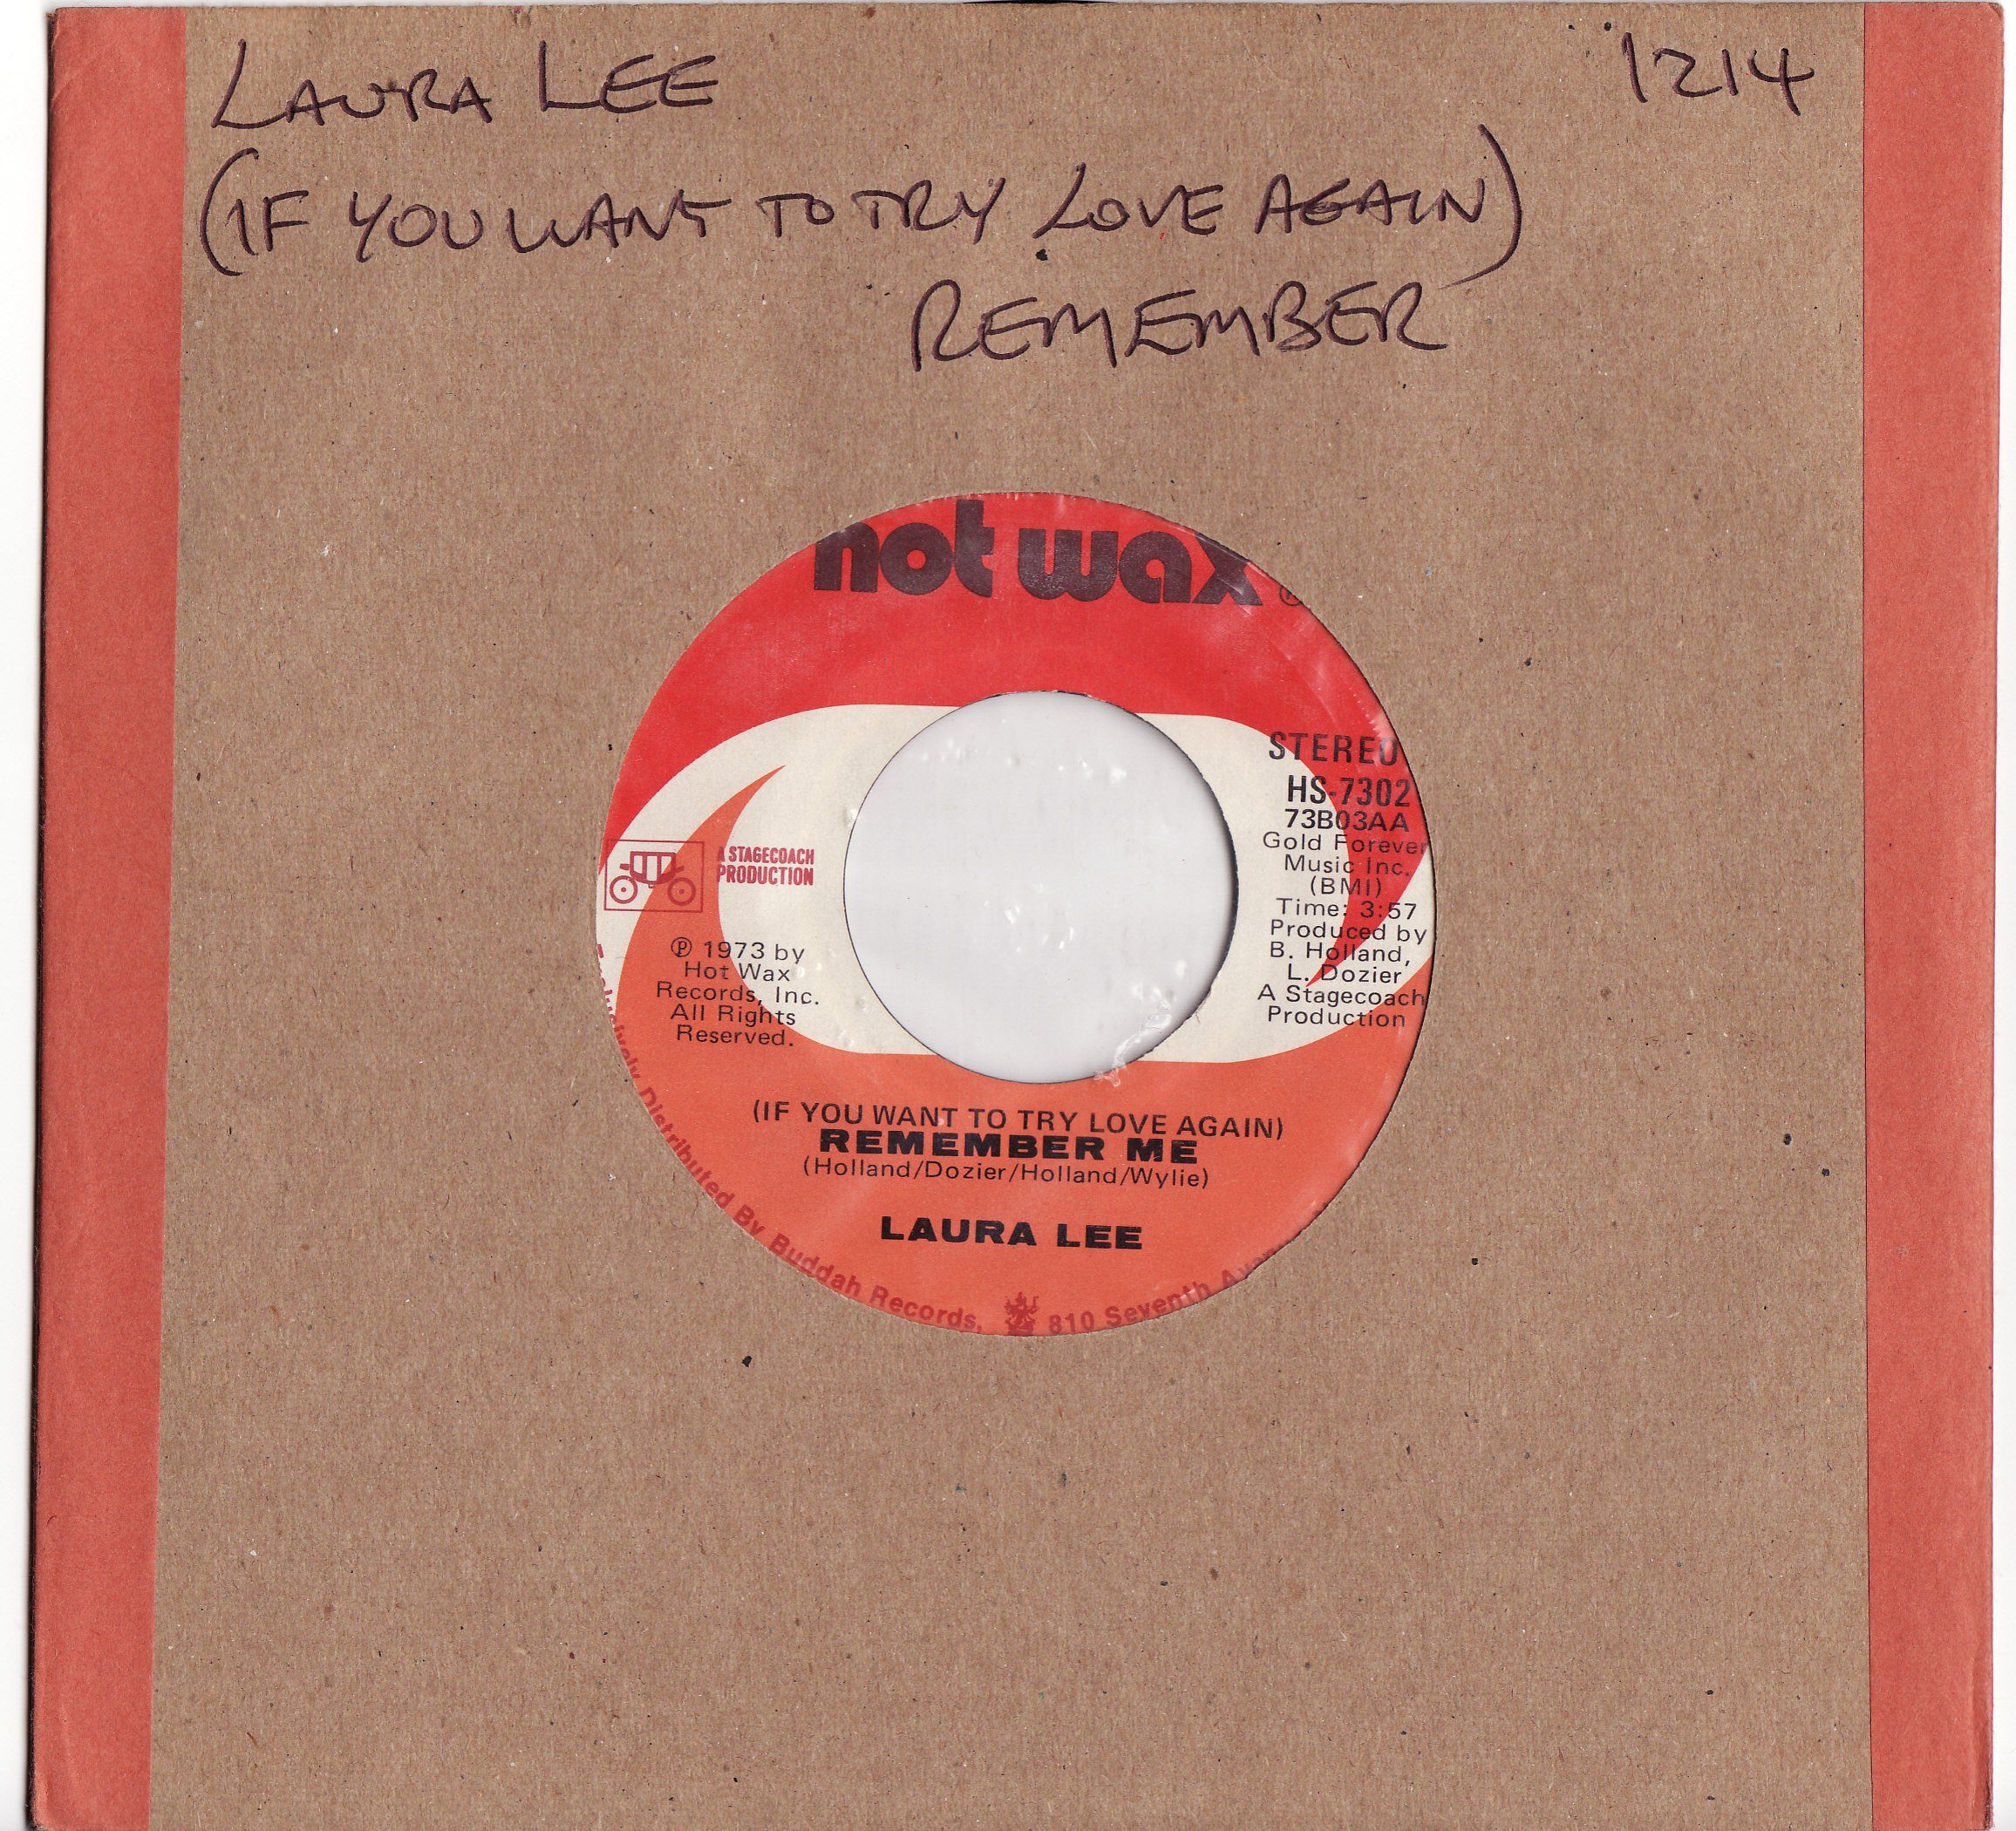 LAURA LEE 1214
(IF YOU WANT TO TRY LOVE AGAIN)
REMEMBER
hot wax ®
STEREO
HS-7302
73B03AA
Gold Forever
Music Inc.
(BMI)
Time: 3:57
Produced by
B. Holland,
L. Dozier
A Stagecoach
Production
A STAGECOACH
PRODUCTION
℗ 1973 by
Hot Wax
Records, Inc.
All Rights
Reserved.
(IF YOU WANT TO TRY LOVE AGAIN)
REMEMBER ME
(Holland/Dozier/Holland/Wylie)
LAURA LEE
Distributed By Buddah Records, 810 Seventh